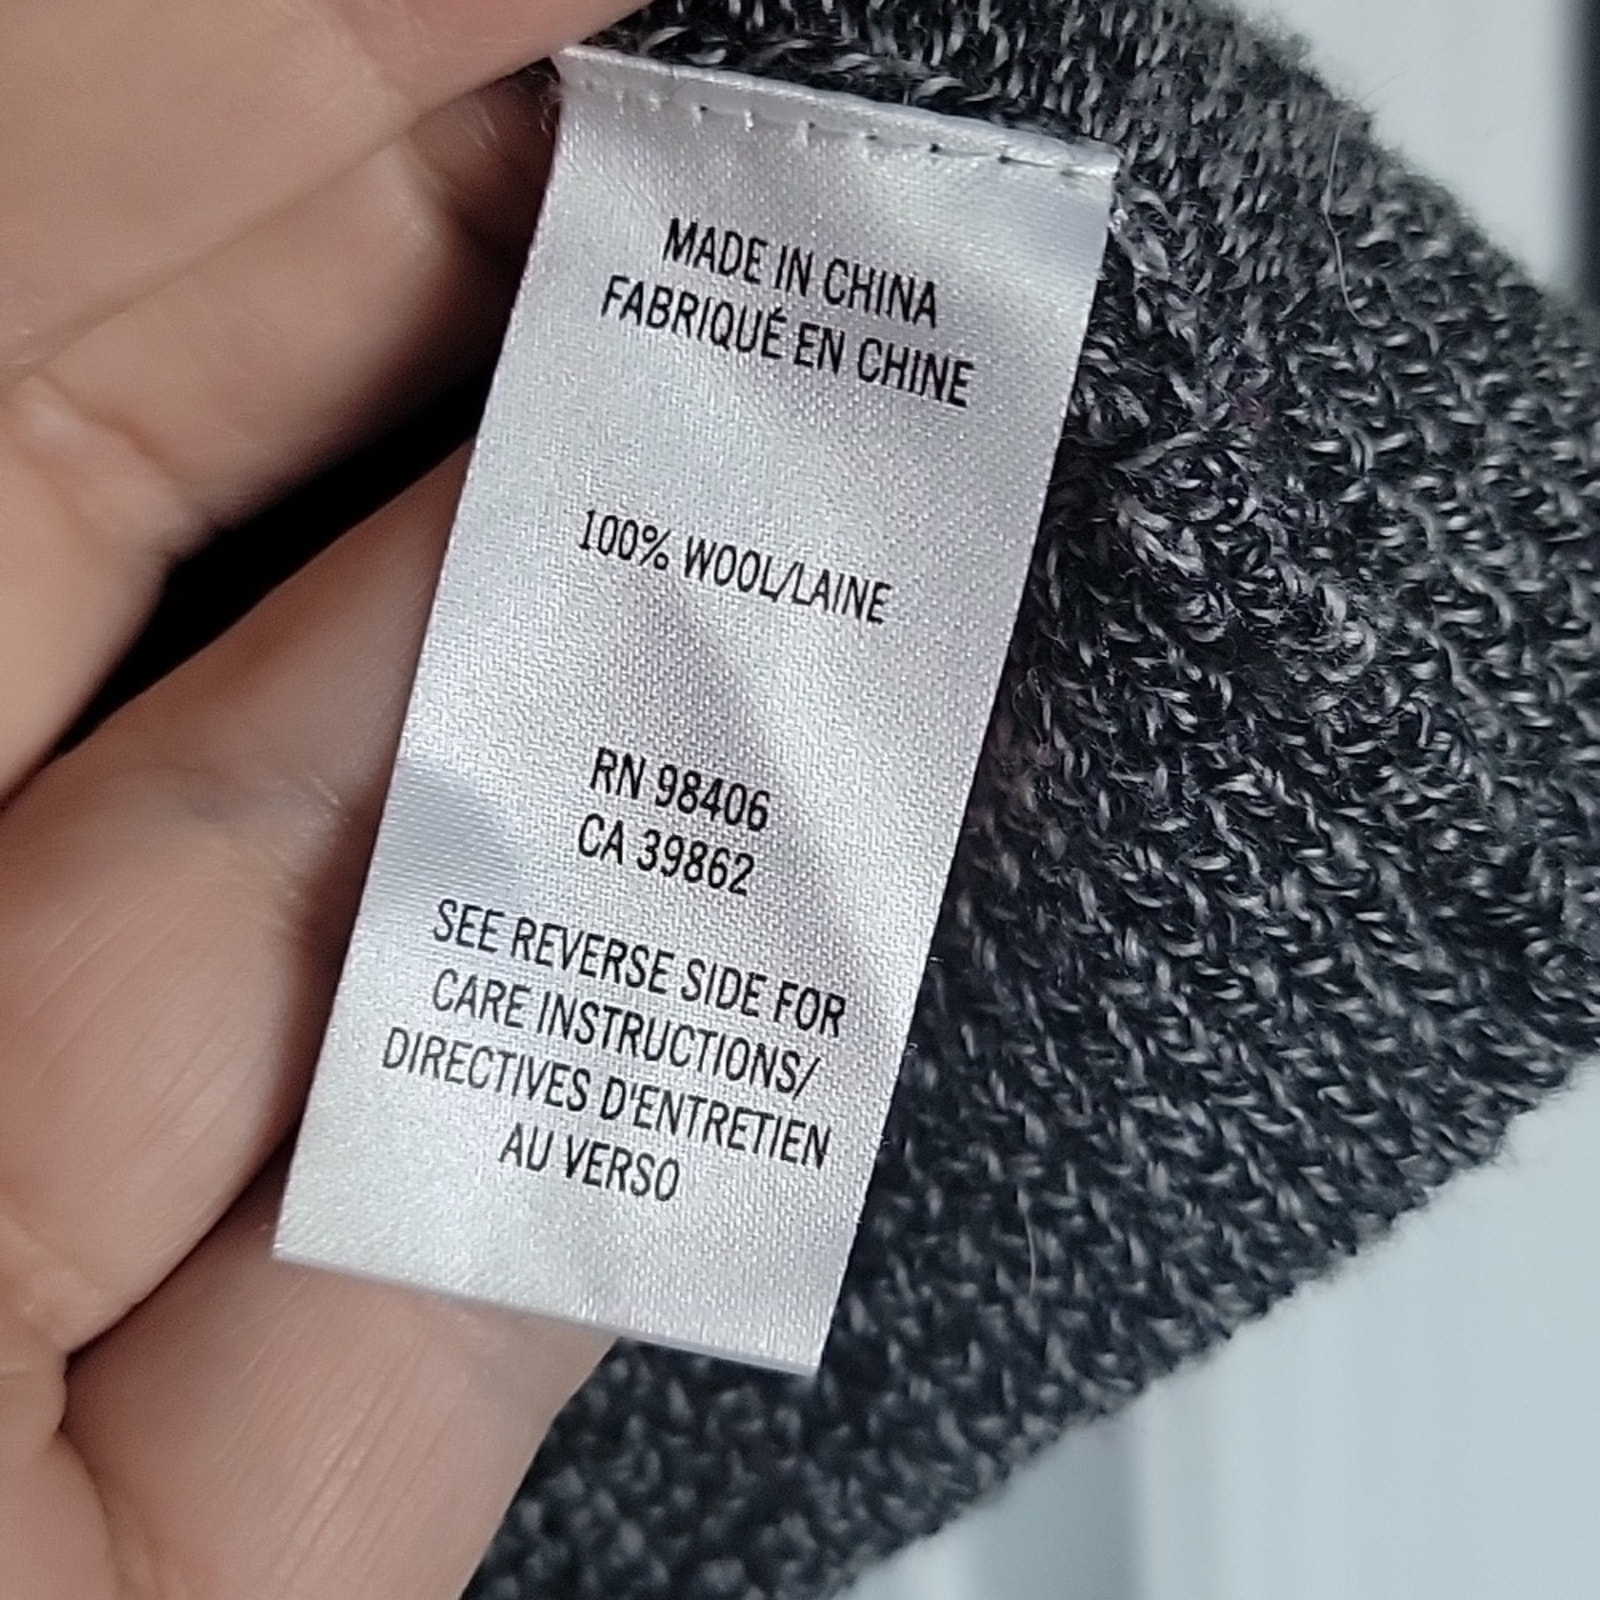 MADE IN CHINA
FABRIQUÉ EN CHINE
100% WOOL/LAINE
RN 98406
CA 39862
SEE REVERSE SIDE FOR
CARE INSTRUCTIONS/
DIRECTIVES D'ENTRETIEN
AU VERSO